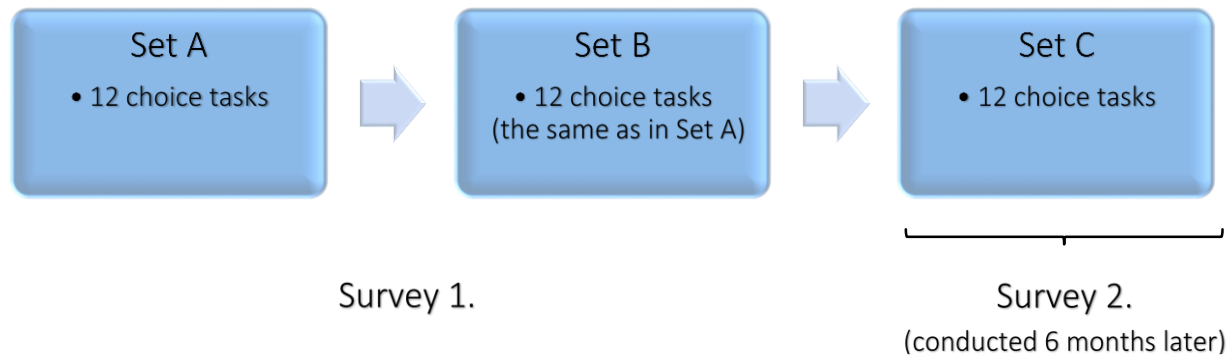 Set A
• 12 choice tasks
Set B
• 12 choice tasks
(the same as in Set A)
Set C
• 12 choice tasks
Survey 1.
Survey 2.
(conducted 6 months later)